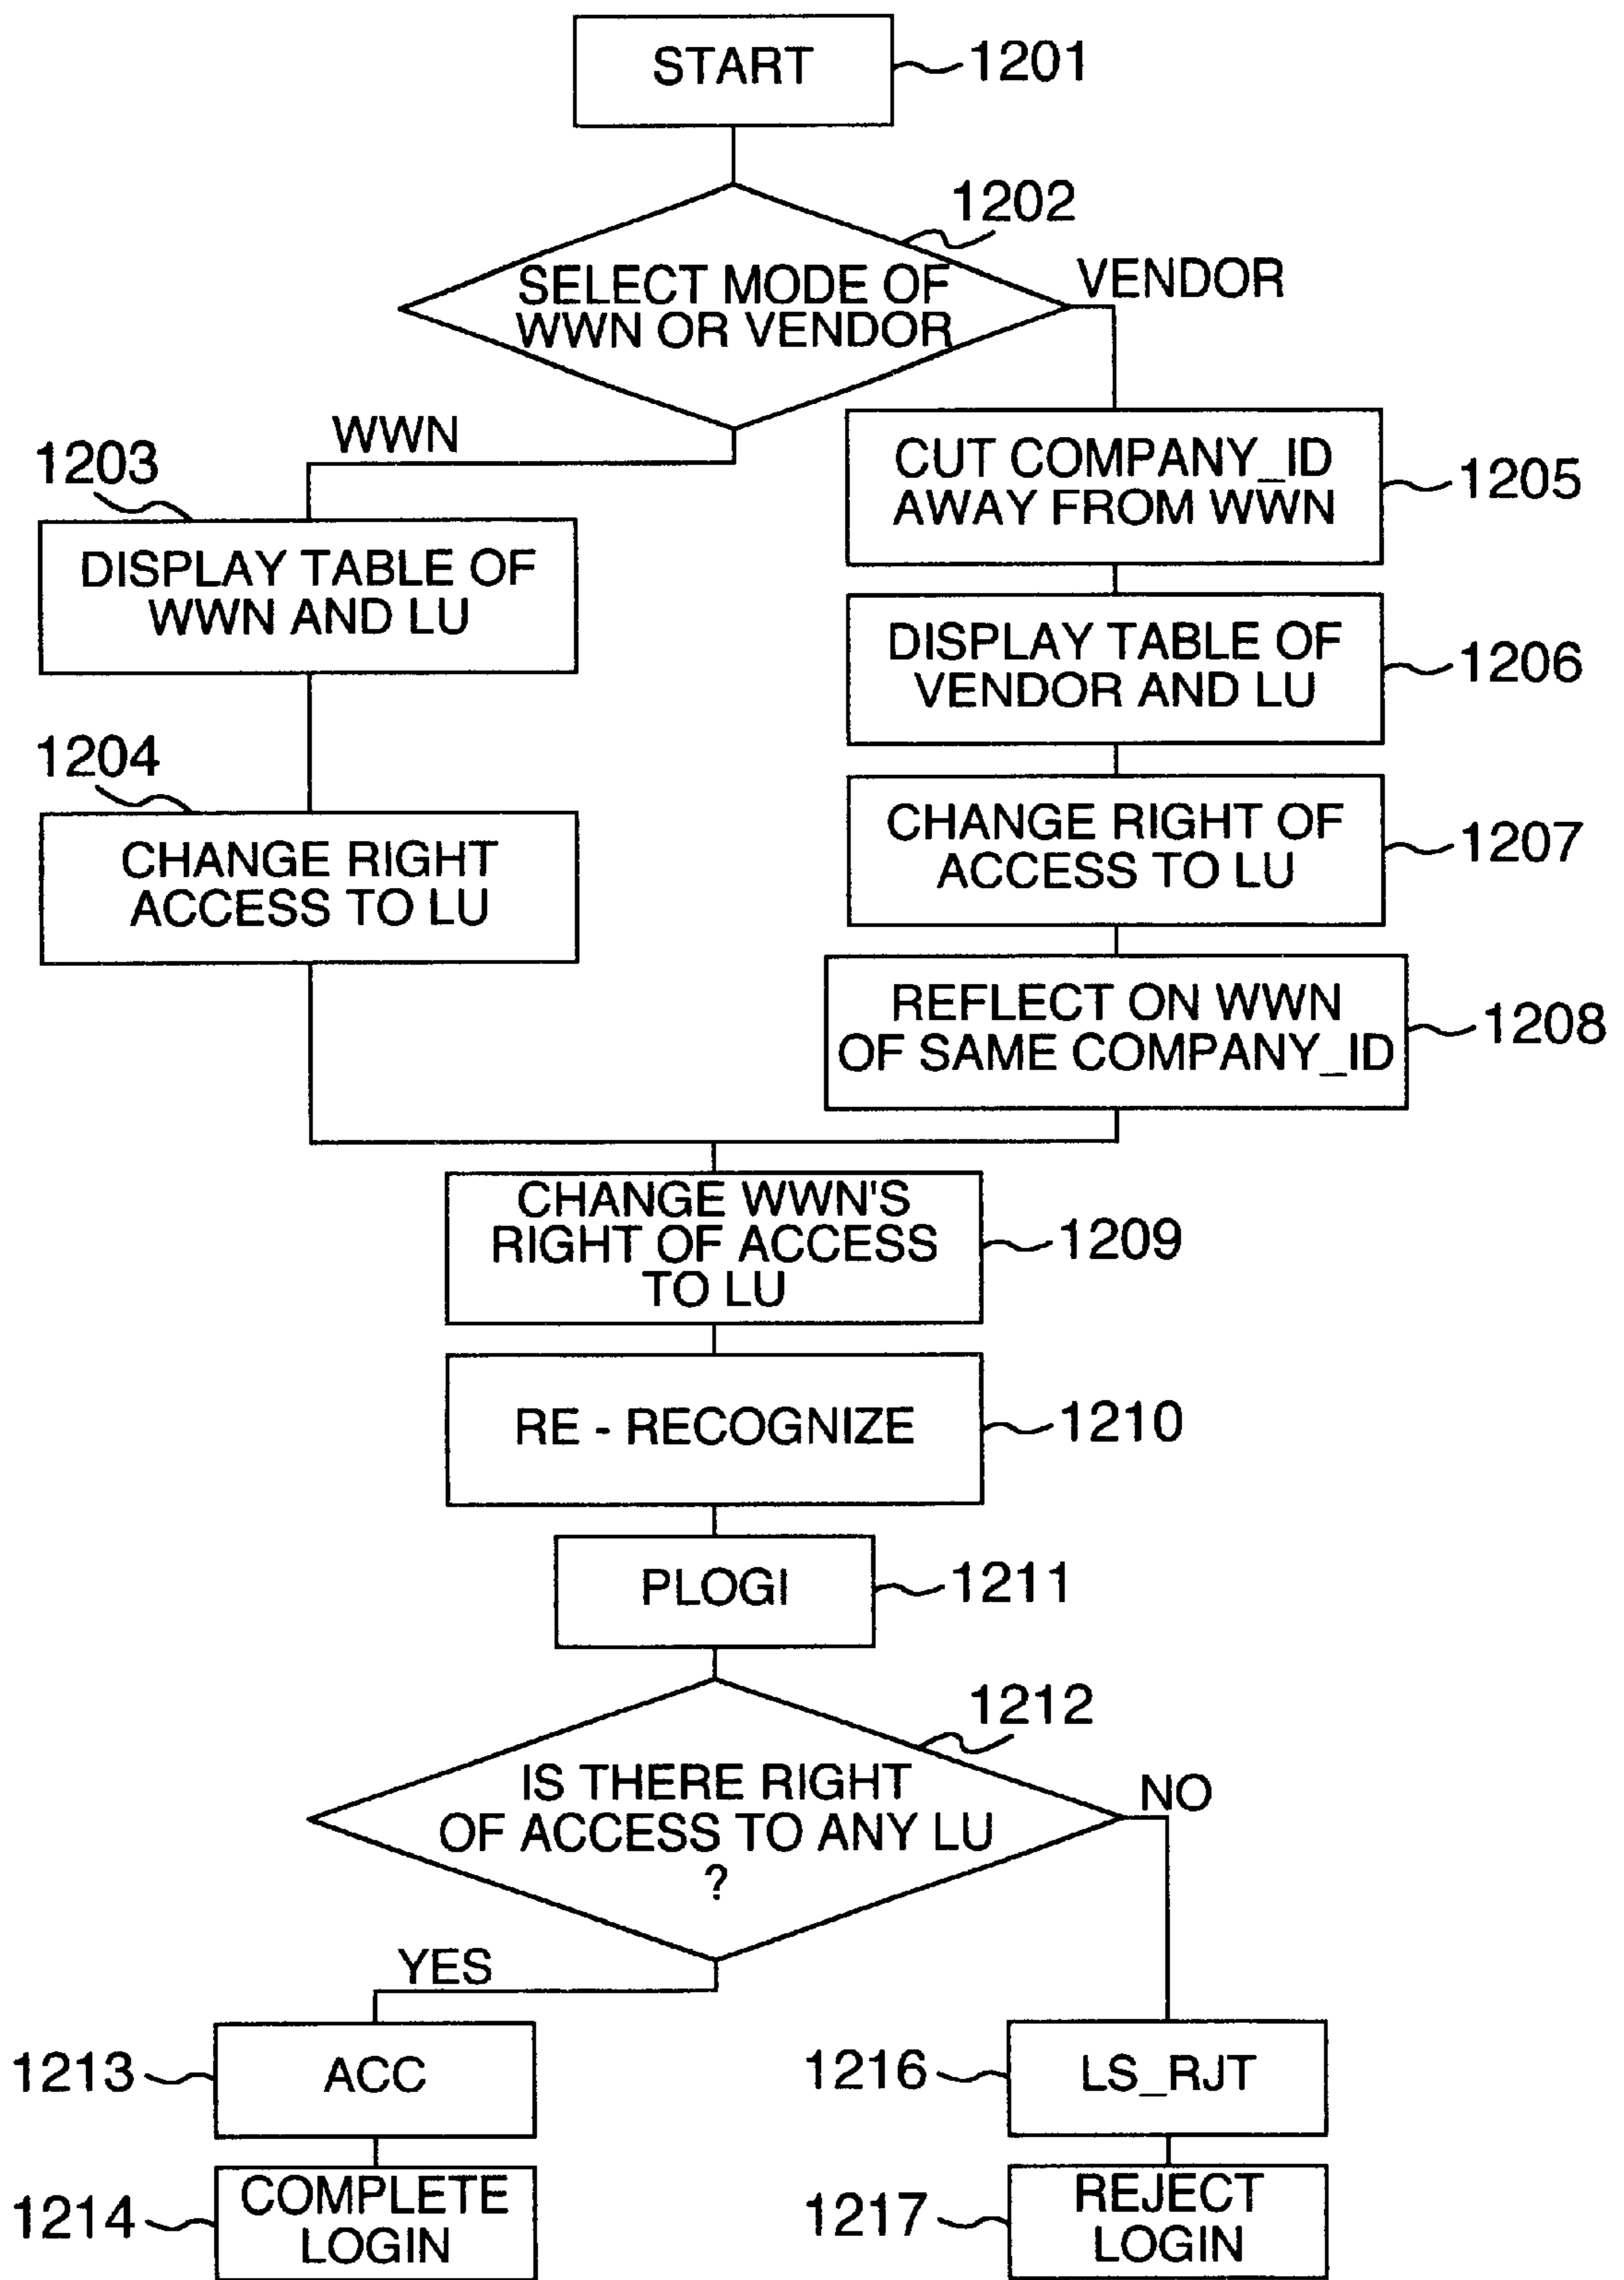 START
1201
1202
SELECT MODE OF
WWN OR VENDOR
VENDOR
WWN
1203
DISPLAY TABLE OF
WWN AND LU
1204
CHANGE RIGHT
ACCESS TO LU
CUT COMPANY_ID
AWAY FROM WWN
1205
DISPLAY TABLE OF
VENDOR AND LU
1206
CHANGE RIGHT OF
ACCESS TO LU
1207
REFLECT ON WWN
OF SAME COMPANY_ID
1208
CHANGE WWN'S
RIGHT OF ACCESS
TO LU
1209
RE - RECOGNIZE
1210
PLOGI
1211
1212
IS THERE RIGHT
OF ACCESS TO ANY LU
?
NO
YES
1213
ACC
1214
COMPLETE
LOGIN
1216
LS_RJT
1217
REJECT
LOGIN